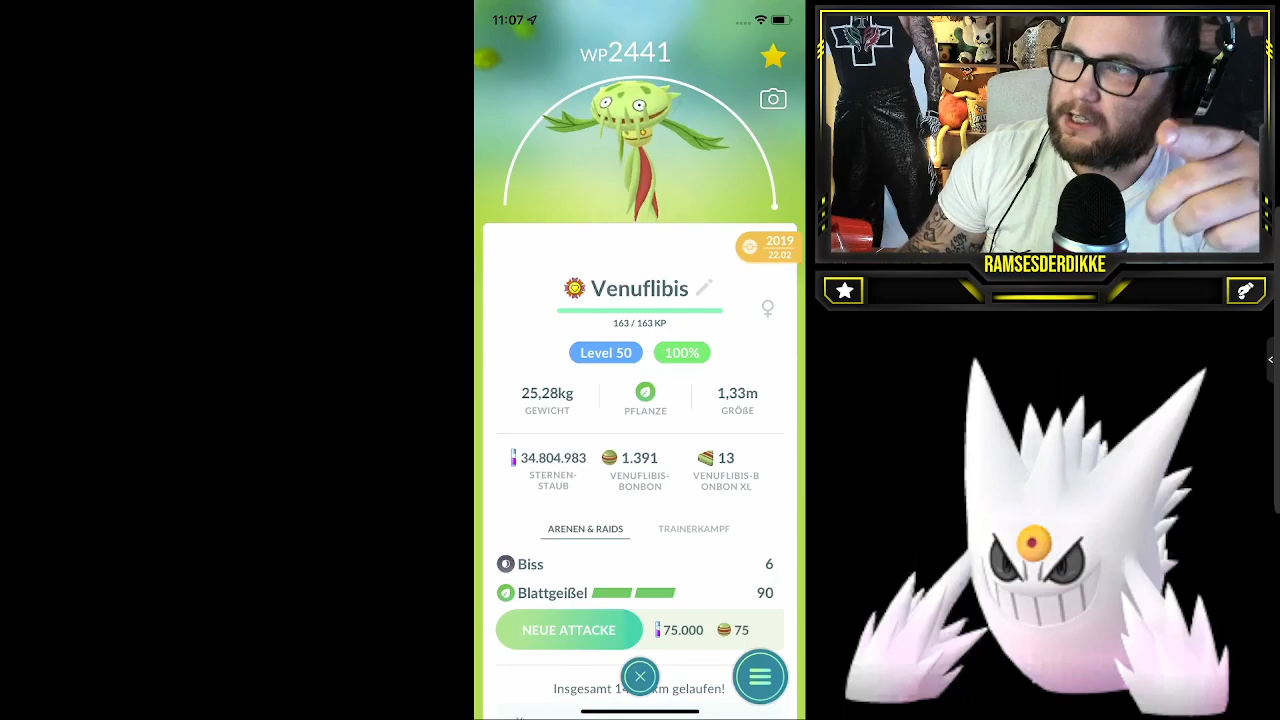 11:07
WP2441
2019
22.02
Venuflibis
163 / 163 KP
Level 50
100%
25,28kg
1,33m
GEWICHT
PFLANZE
GRÖßE
34.804.983
1.391
13
STERNEN-
STAUB
VENUFLIBIS-
BONBON
VENUFLIBIS-B
ONBON XL
ARENEN & RAIDS
TRAINERKAMPF
Biss
6
Blattgeißel
90
NEUE ATTACKE
75.000
75
Insgesamt
km gelaufen!
RAMSESDERDIKKE